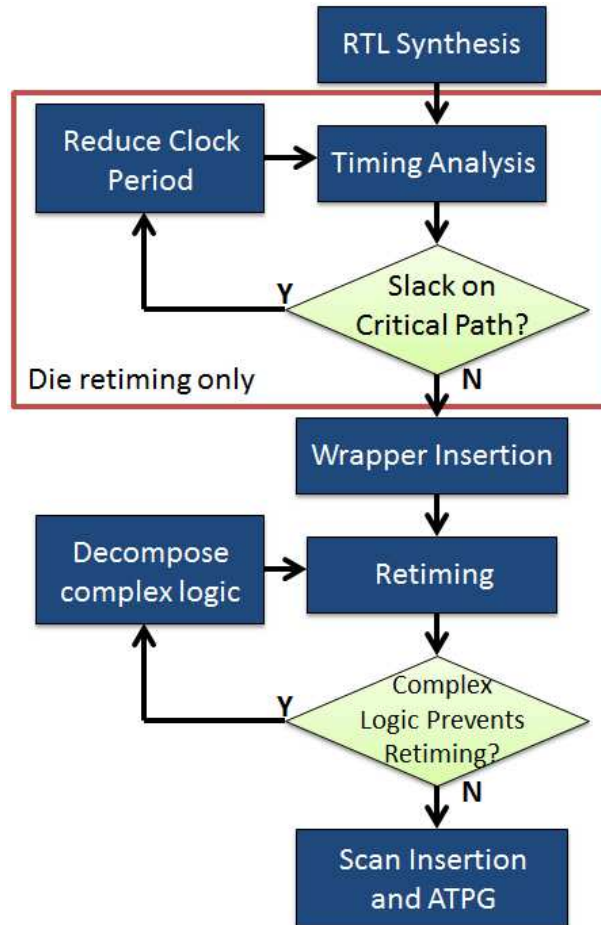 RTL Synthesis
Reduce Clock
Period
Timing Analysis
Y
Slack on
Critical Path?
Die retiming only
N
Wrapper Insertion
Decompose
complex logic
Retiming
Y
Complex
Logic Prevents
Retiming?
N
Scan Insertion
and ATPG